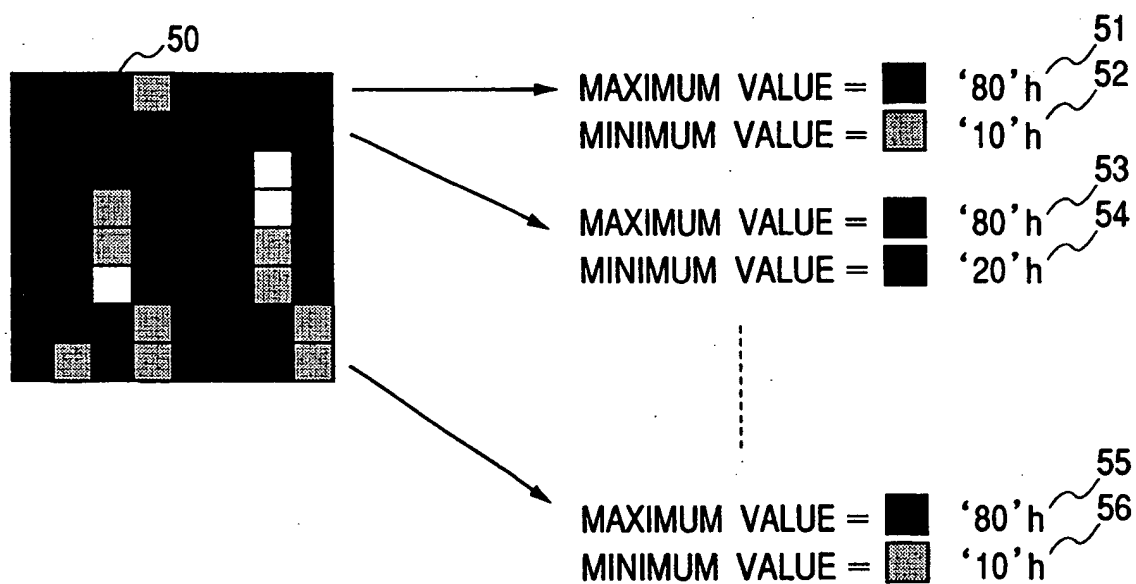 50
51
MAXIMUM VALUE = ‘80’h
52
MINIMUM VALUE = ‘10’h
53
MAXIMUM VALUE = ‘80’h
54
MINIMUM VALUE = ‘20’h
55
MAXIMUM VALUE = ‘80’h
56
MINIMUM VALUE = ‘10’h